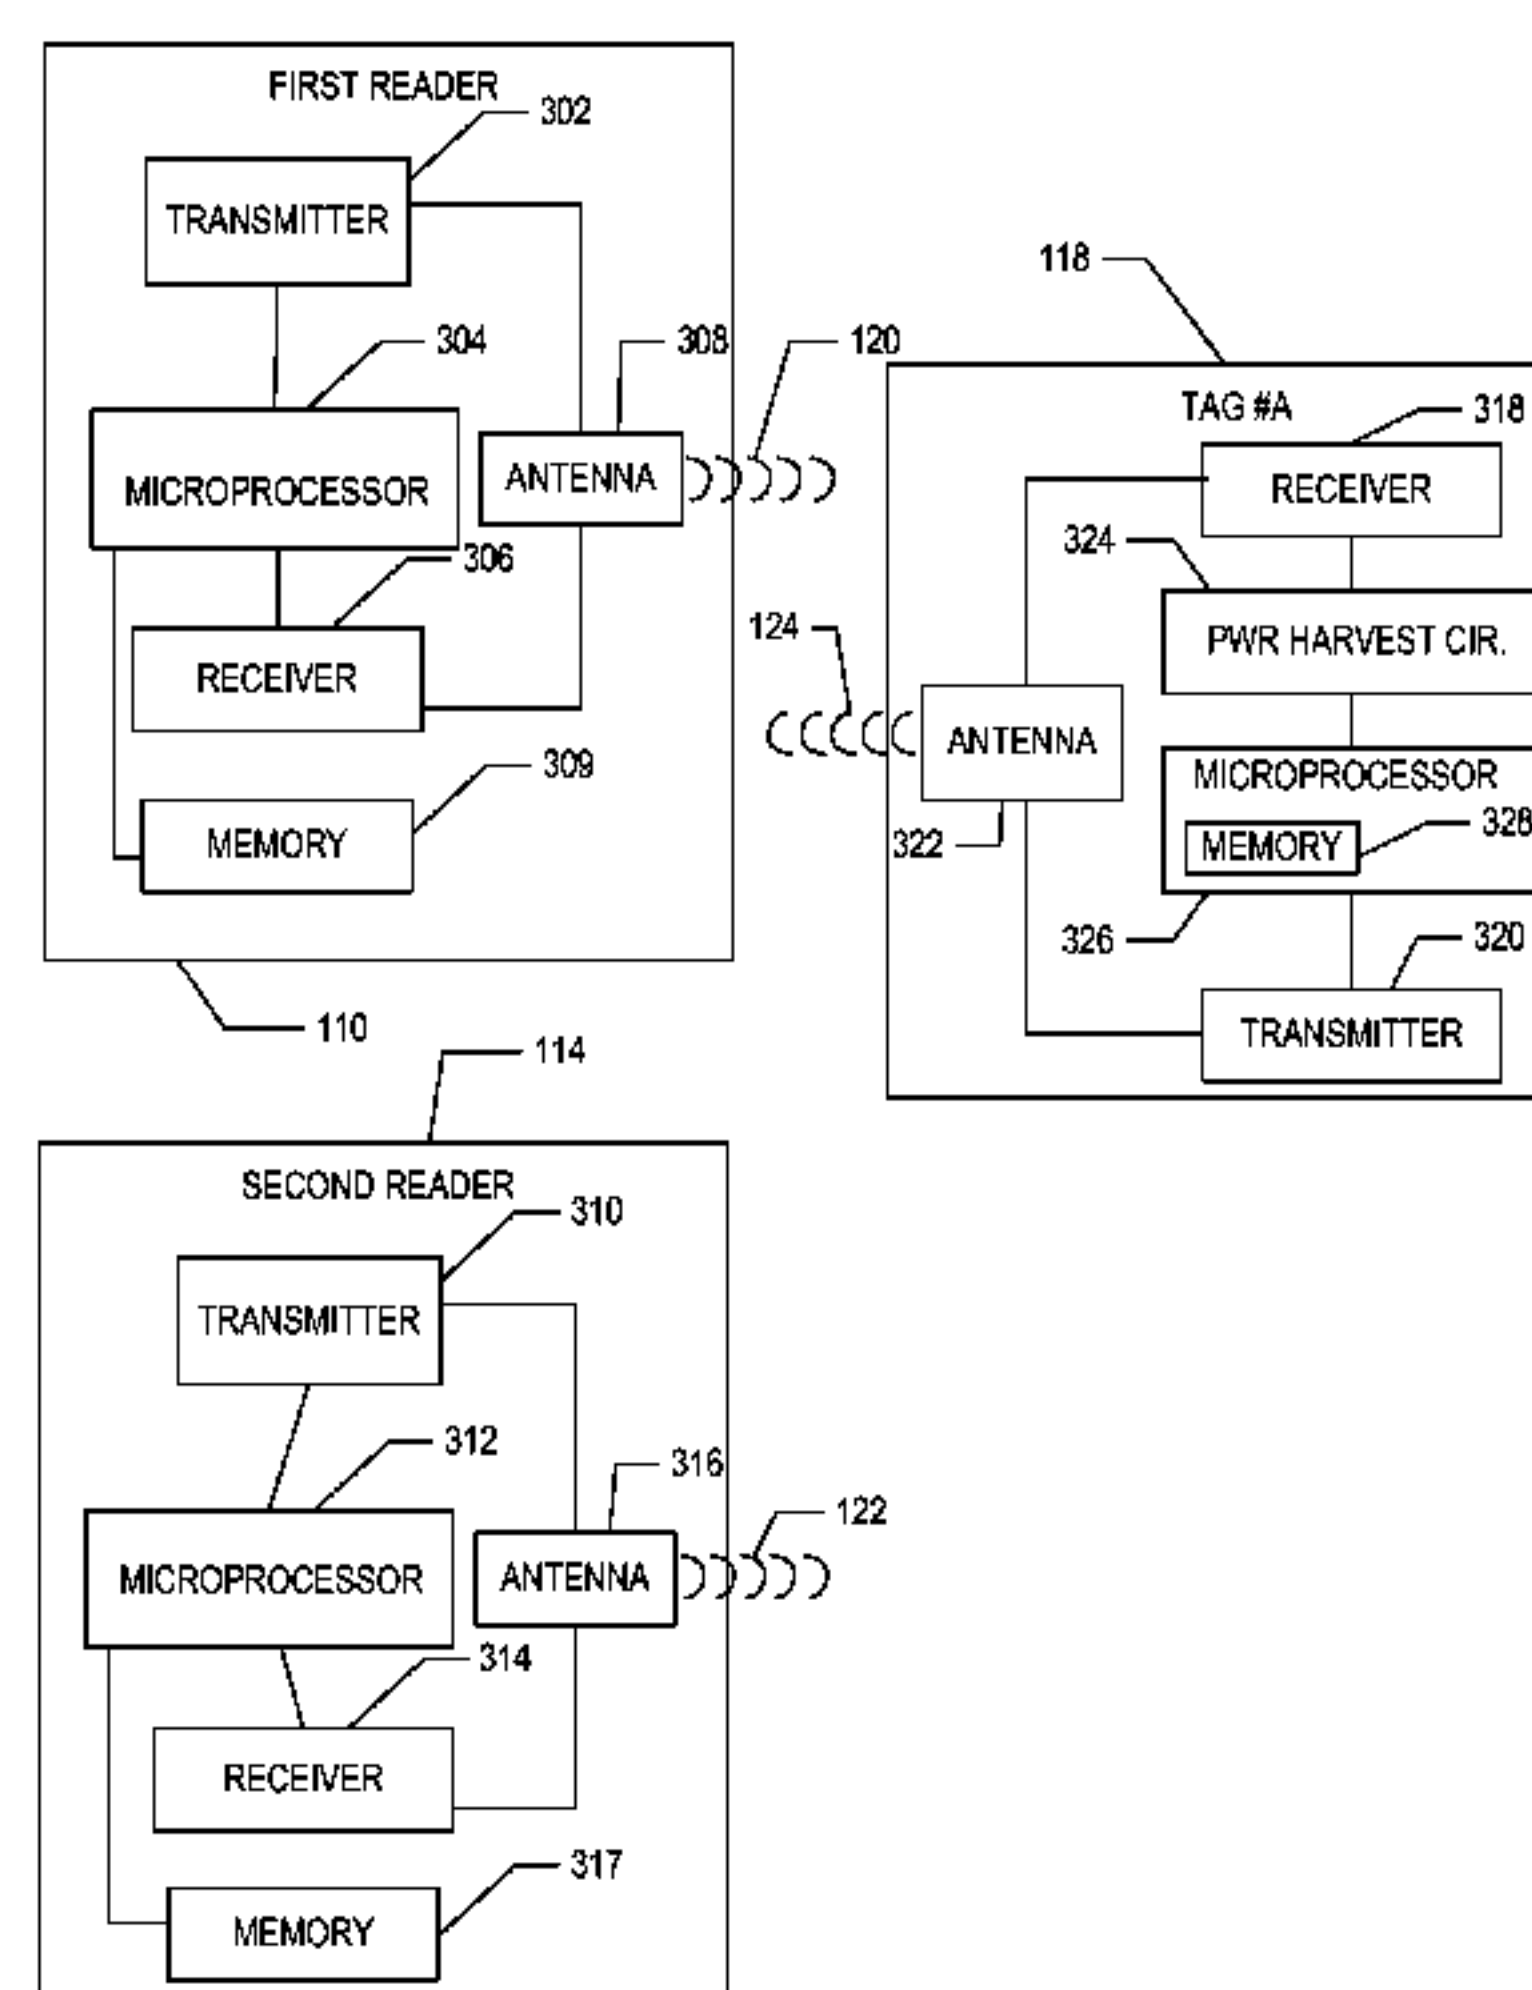 FIRST READER
302
TRANSMITTER
304
308
120
MICROPROCESSOR
ANTENNA
306
RECEIVER
309
MEMORY
110
118
TAG #A
318
RECEIVER
324
PWR HARVEST CIR.
124
ANTENNA
MICROPROCESSOR
MEMORY
328
322
326
320
TRANSMITTER
114
SECOND READER
310
TRANSMITTER
312
316
122
MICROPROCESSOR
ANTENNA
314
RECEIVER
317
MEMORY